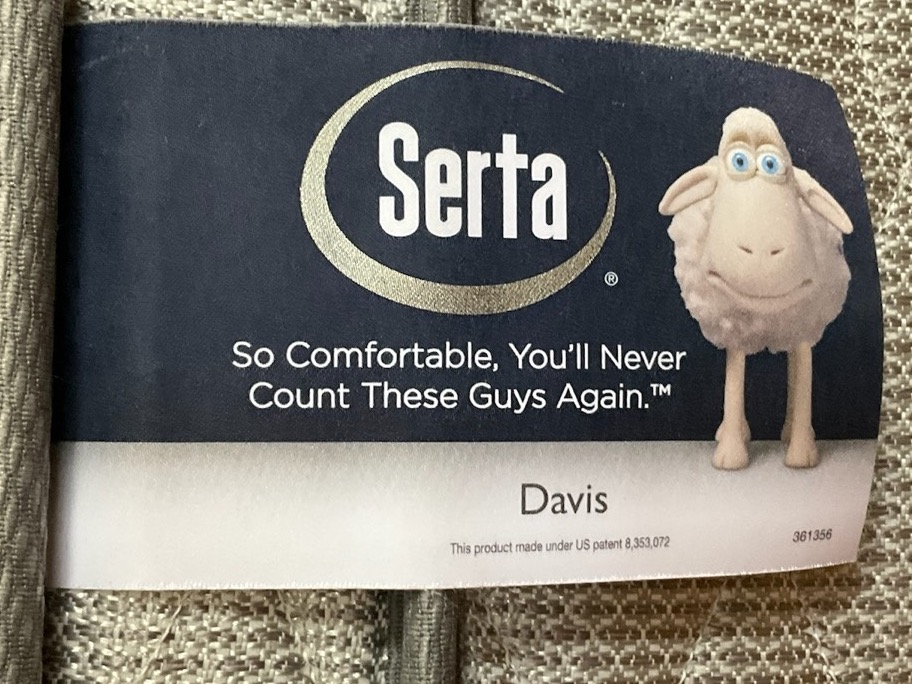 Serta
®
So Comfortable, You'll Never
Count These Guys Again.™
Davis
This product made under US patent 8,353,072
361356